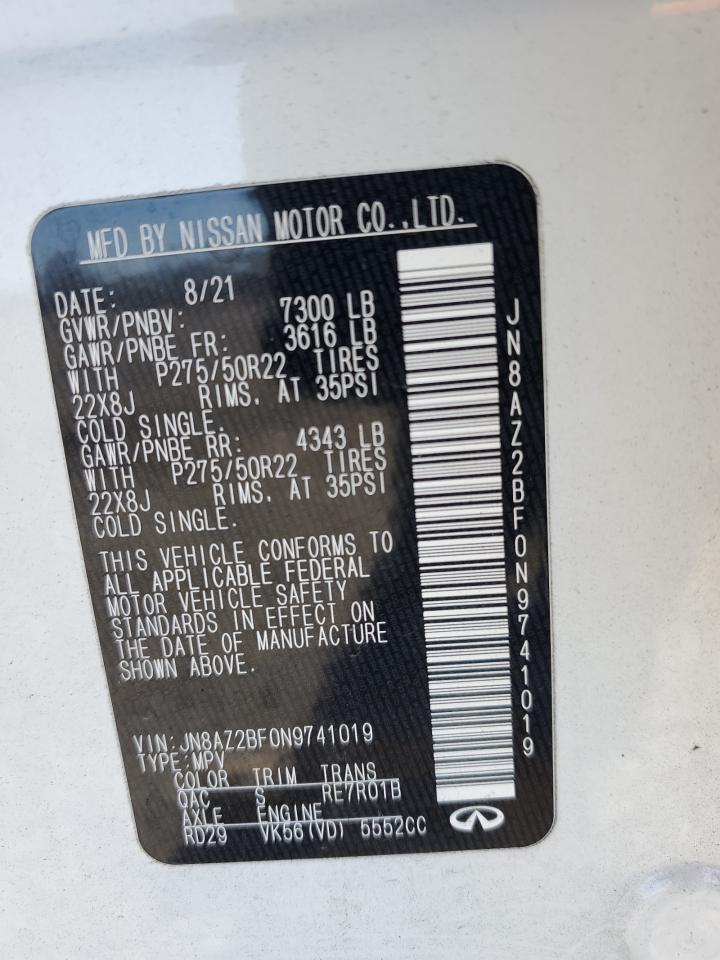 MFD BY NISSAN MOTOR CO.,LTD.
DATE: 8/21
GVWR/PNBV: 7300 LB
GAWR/PNBE FR: 3616 LB
WITH P275/50R22 TIRES
22X8J RIMS, AT 35PSI
COLD SINGLE.
GAWR/PNBE RR: 4343 LB
WITH P275/50R22 TIRES
22X8J RIMS, AT 35PSI
COLD SINGLE.
THIS VEHICLE CONFORMS TO
ALL APPLICABLE FEDERAL
MOTOR VEHICLE SAFETY
STANDARDS IN EFFECT ON
THE DATE OF MANUFACTURE
SHOWN ABOVE.
VIN:JN8AZ2BF0N9741019
TYPE:MPV
COLOR TRIM TRANS
QAC S RE7R01B
AXLE ENGINE
RD29 VK56(VD) 5552CC
JN8AZ2BF0N9741019